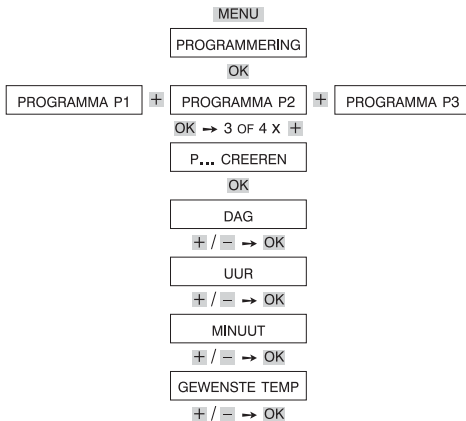 MENU
PROGRAMMERING
OK
PROGRAMMA P1 + PROGRAMMA P2 + PROGRAMMA P3
OK → 3 OF 4 X +
P... CREEREN
OK
DAG
+ / – → OK
UUR
+ / – → OK
MINUUT
+ / – → OK
GEWENSTE TEMP
+ / – → OK